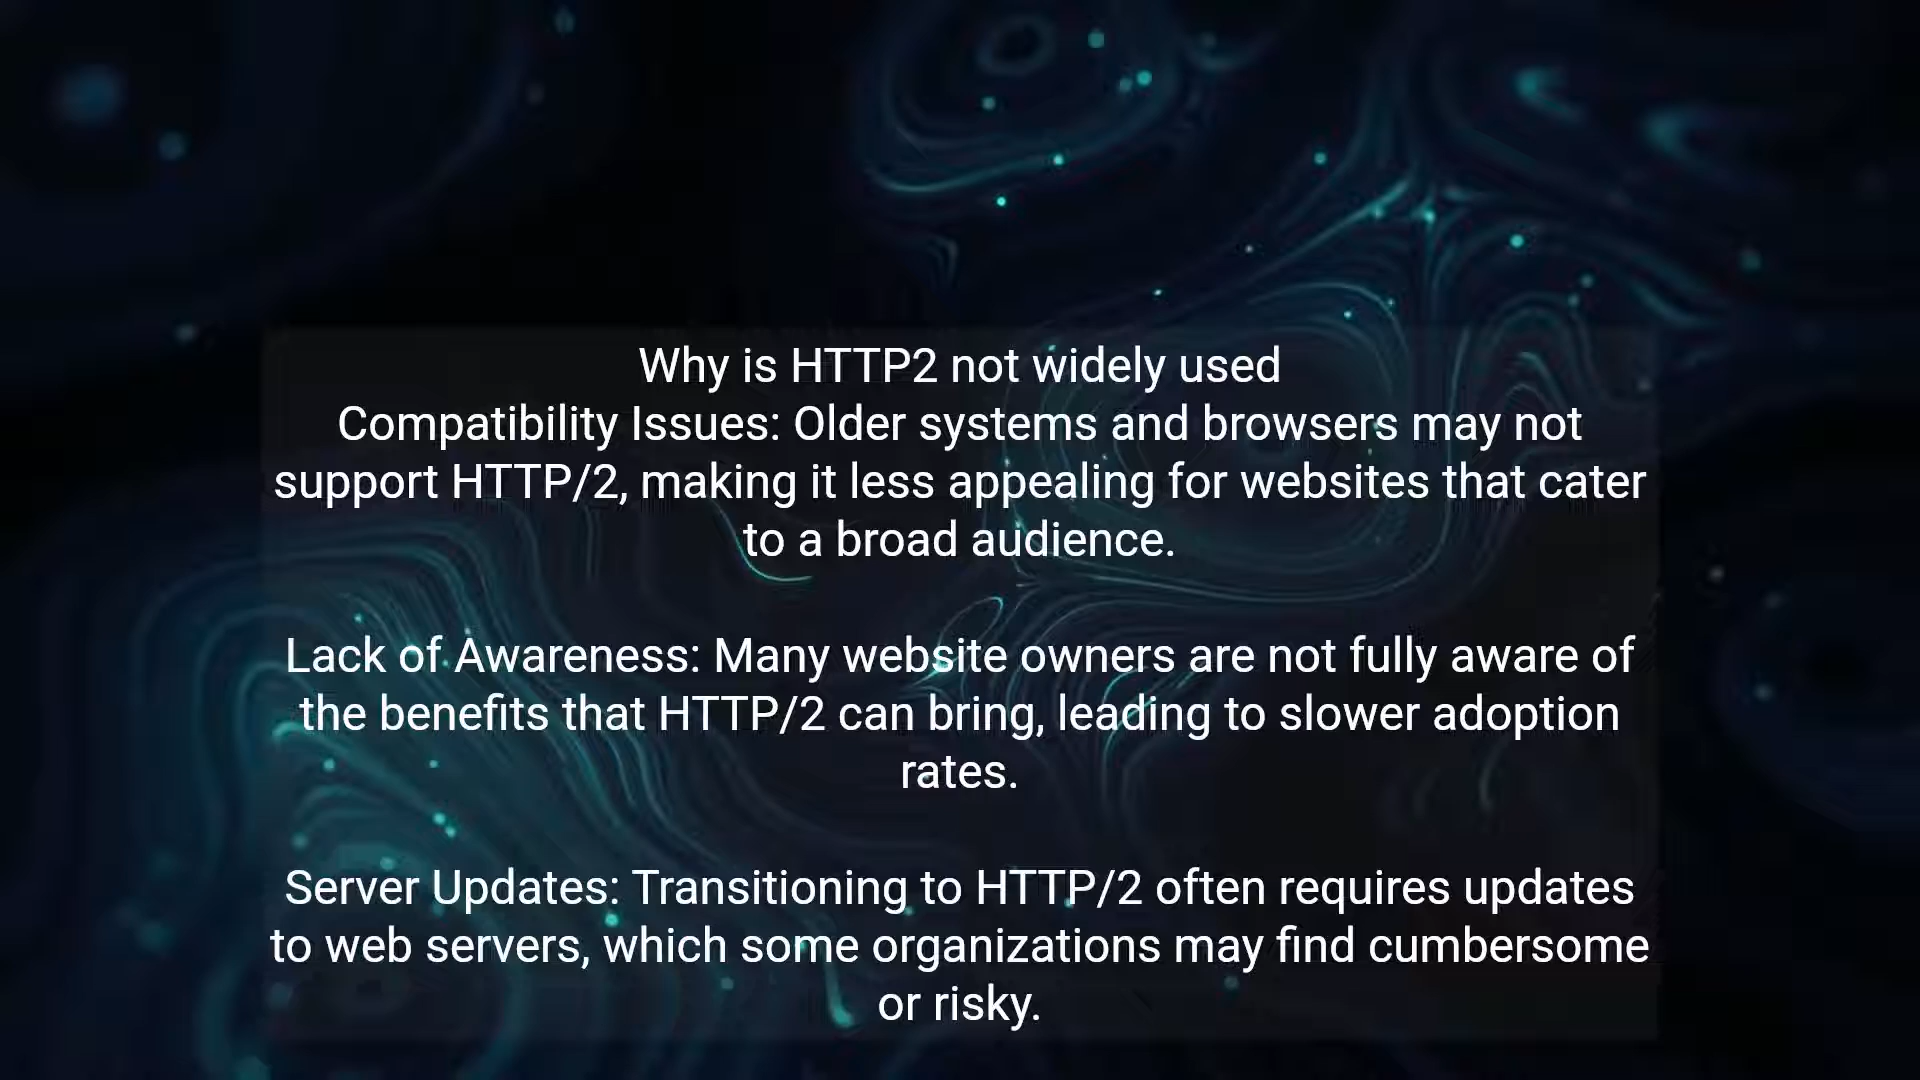 Why is HTTP2 not widely used
Compatibility Issues: Older systems and browsers may not
support HTTP/2, making it less appealing for websites that cater
to a broad audience.
Lack of Awareness: Many website owners are not fully aware of
the benefits that HTTP/2 can bring, leading to slower adoption
rates.
Server Updates: Transitioning to HTTP/2 often requires updates
to web servers, which some organizations may find cumbersome
or risky.